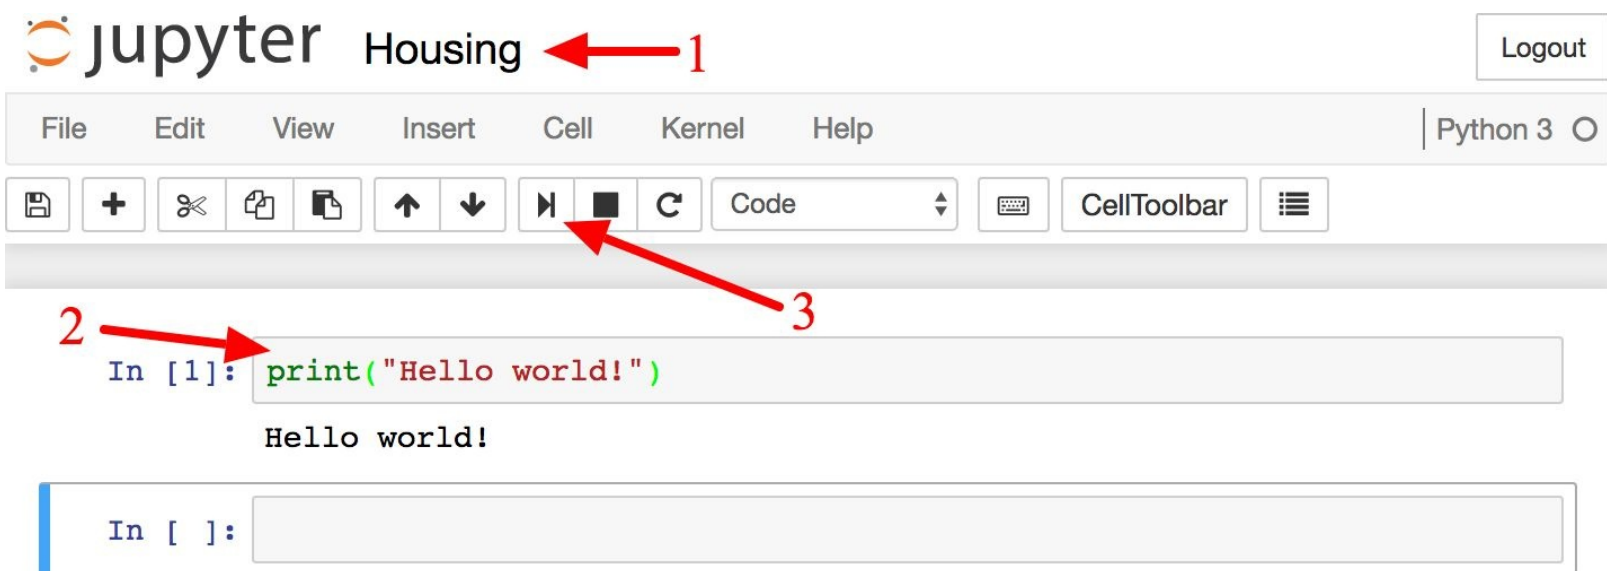 jupyter Housing 1 Logout
File Edit View Insert Cell Kernel Help Python 3
Code CellToolbar
3
2
In [1]: print("Hello world!")
Hello world!
In [ ]: